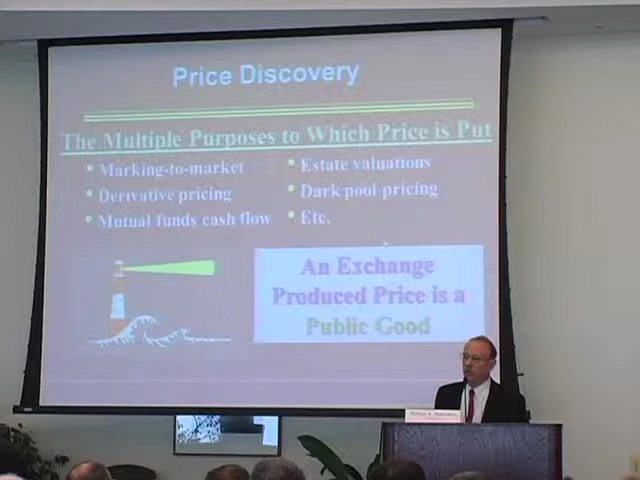 Price Discovery
The Multiple Purposes to Which Price is Put
• Marking-to-market
• Derivative pricing
• Mutual funds cash flow
• Estate valuations
• Dark pool pricing
• Etc.
An Exchange
Produced Price is a
Public Good